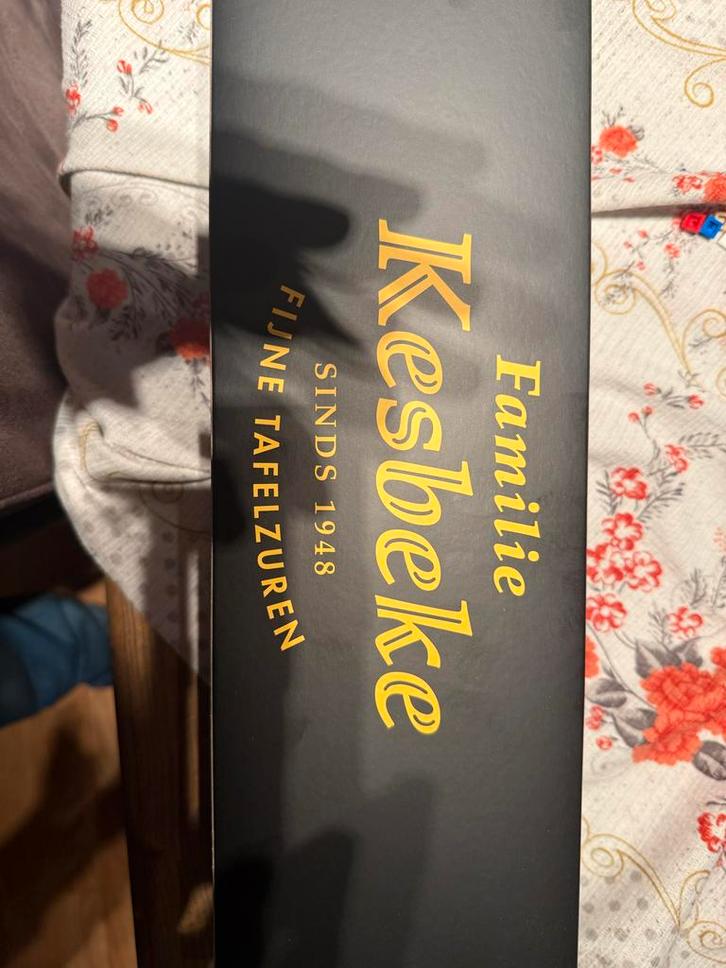 Familie
Kesbeke
SINDS 1948
FIJNE TAFELZUREN